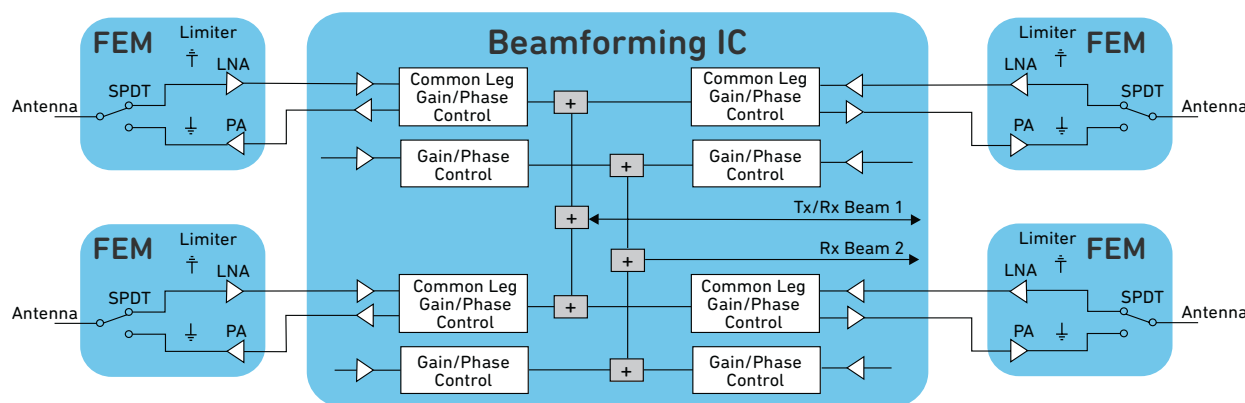 FEM
Limiter
LNA
SPDT
Antenna
PA
Beamforming IC
Common Leg
Gain/Phase
Control
+
Common Leg
Gain/Phase
Control
Gain/Phase
Control
+
Gain/Phase
Control
+
Tx/Rx Beam 1
+
Rx Beam 2
Common Leg
Gain/Phase
Control
+
Common Leg
Gain/Phase
Control
Gain/Phase
Control
+
Gain/Phase
Control
Limiter
FEM
LNA
SPDT
Antenna
PA
FEM
Limiter
LNA
SPDT
Antenna
PA
Limiter
FEM
LNA
SPDT
Antenna
PA